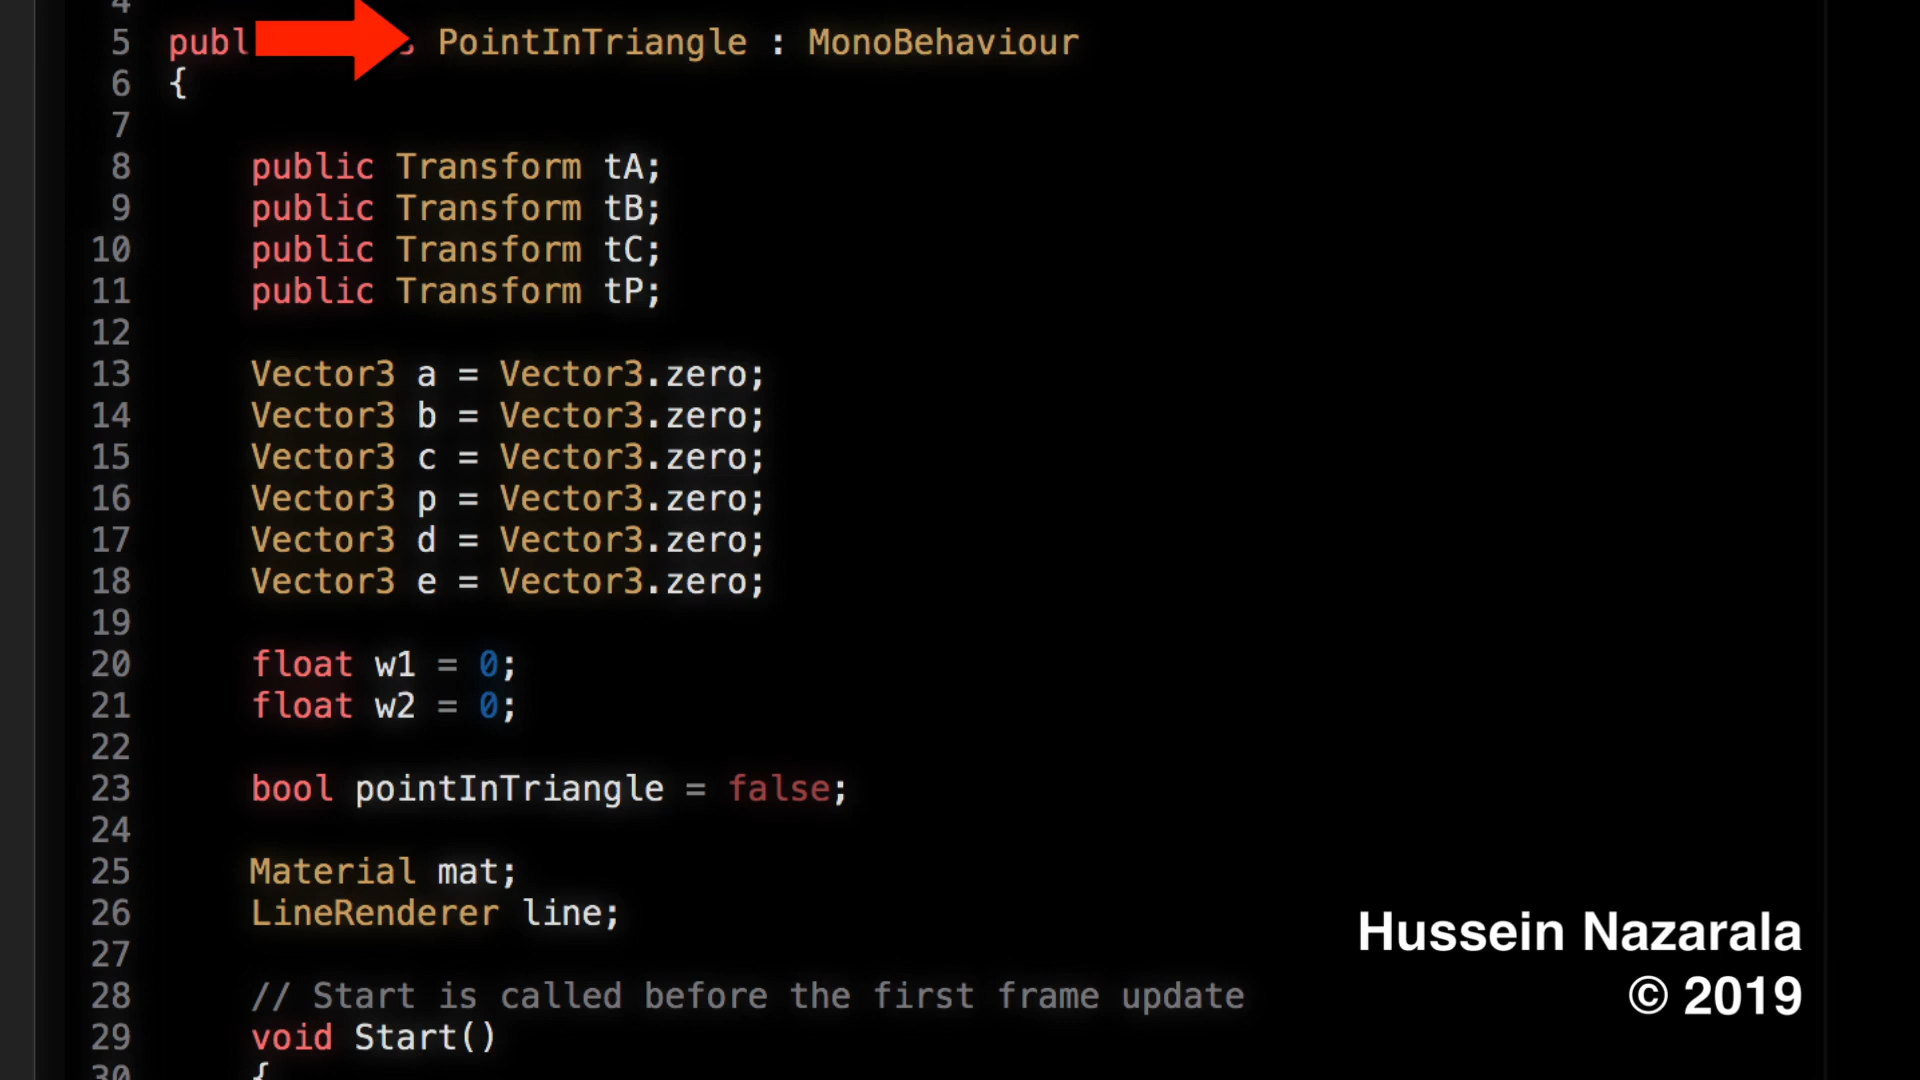 4
5 publ s PointInTriangle : MonoBehaviour
6 {
7
8 public Transform tA;
9 public Transform tB;
10 public Transform tC;
11 public Transform tP;
12
13 Vector3 a = Vector3.zero;
14 Vector3 b = Vector3.zero;
15 Vector3 c = Vector3.zero;
16 Vector3 p = Vector3.zero;
17 Vector3 d = Vector3.zero;
18 Vector3 e = Vector3.zero;
19
20 float w1 = 0;
21 float w2 = 0;
22
23 bool pointInTriangle = false;
24
25 Material mat;
26 LineRenderer line;
27
28 // Start is called before the first frame update
29 void Start()
30 {
Hussein Nazarala
© 2019